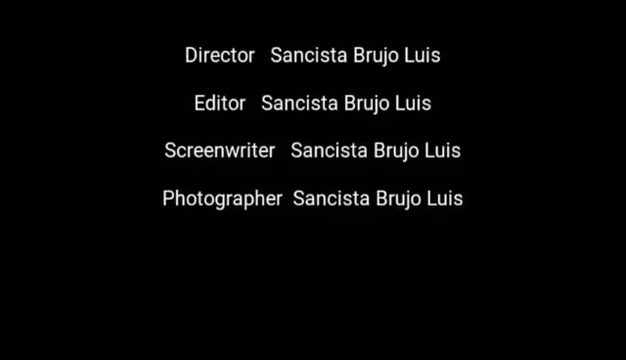 Director Sancista Brujo Luis
Editor Sancista Brujo Luis
Screenwriter Sancista Brujo Luis
Photographer Sancista Brujo Luis